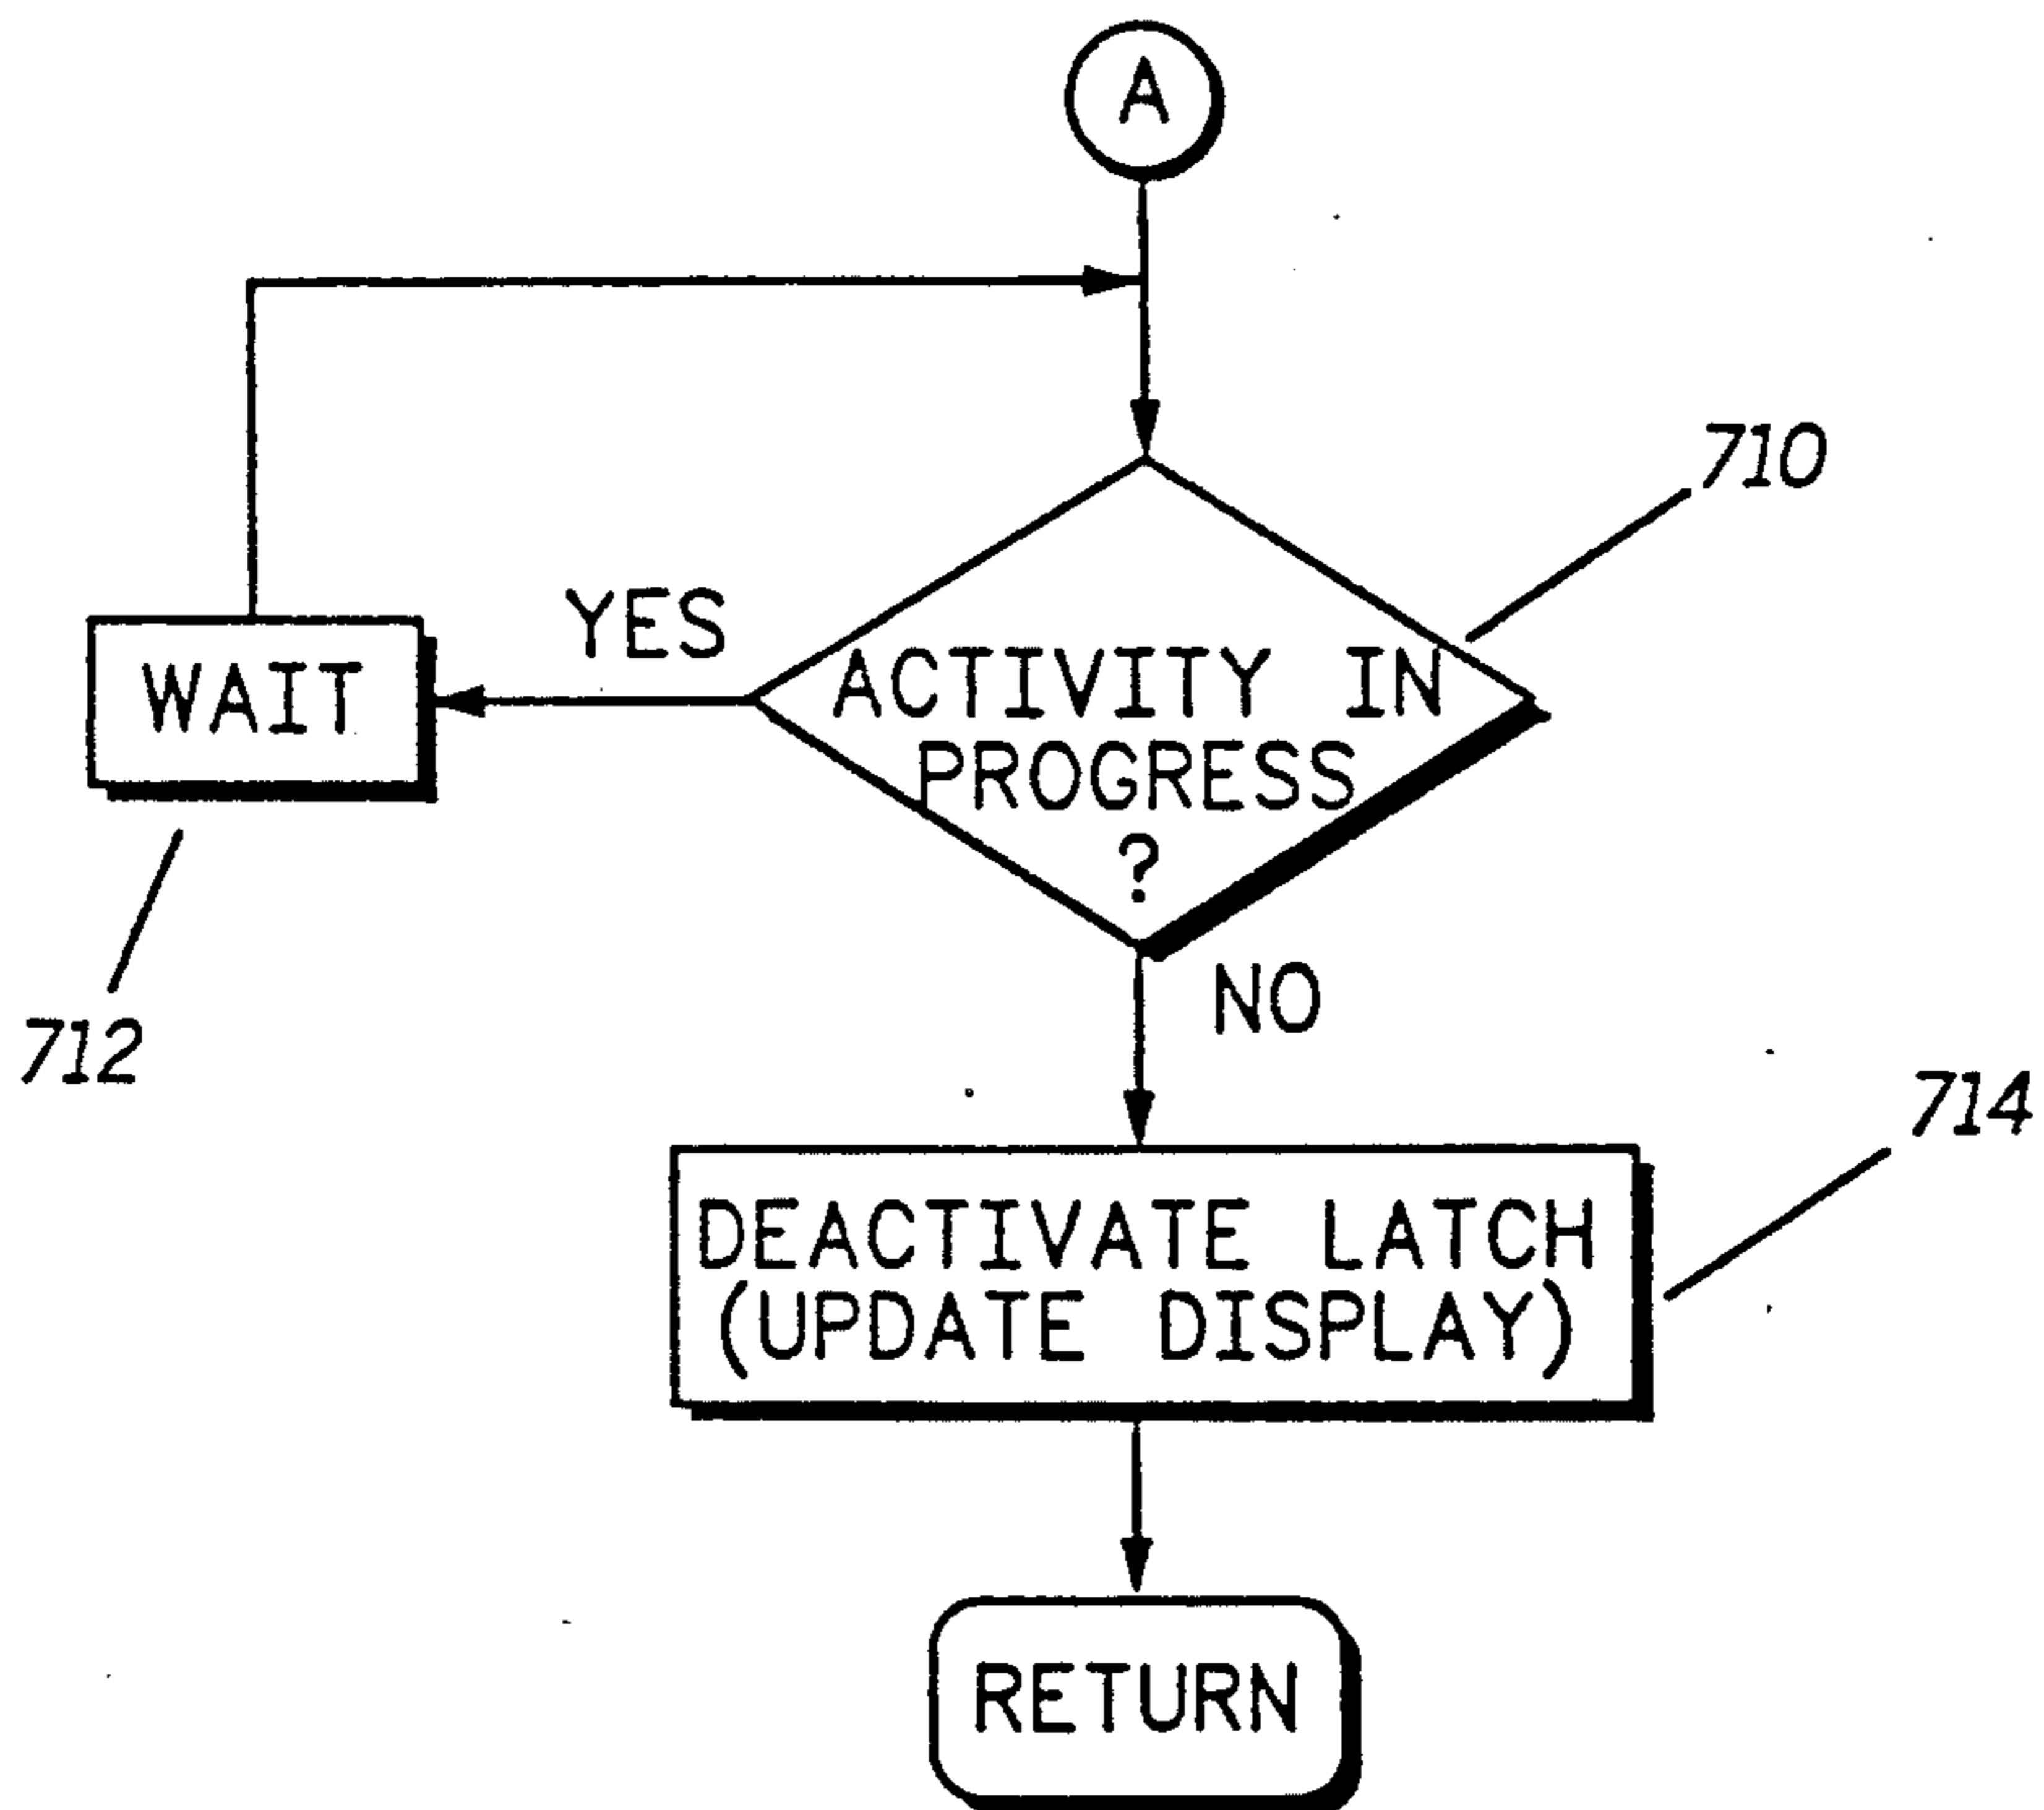 A
710
YES
WAIT
ACTIVITY IN
PROGRESS
?
712
NO
714
DEACTIVATE LATCH
(UPDATE DISPLAY)
RETURN